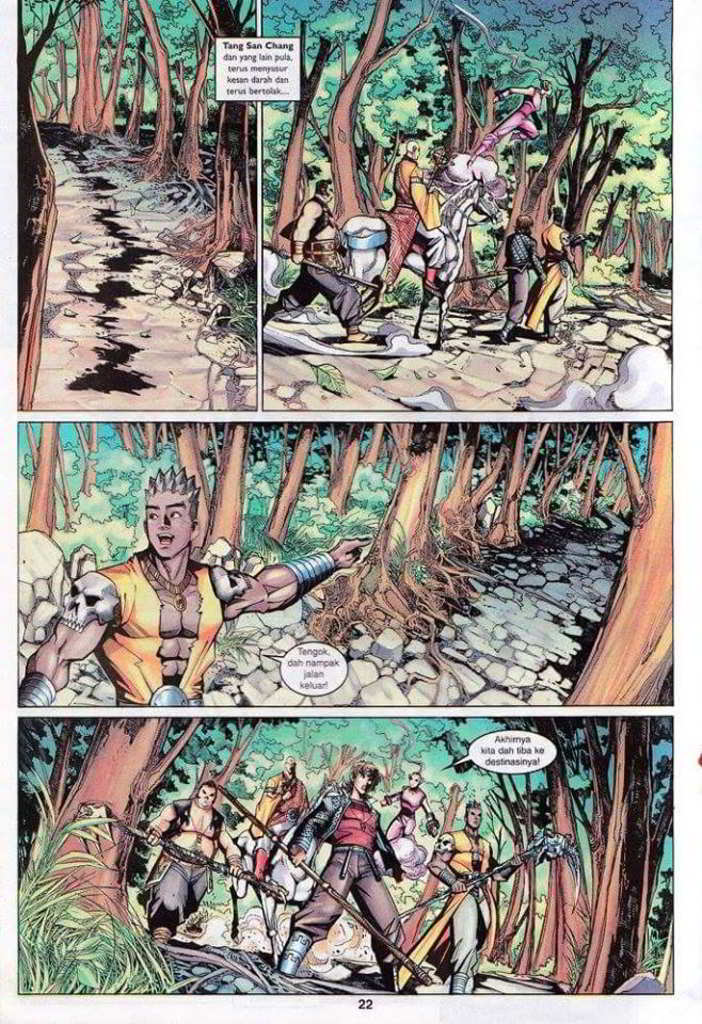 Tang San Chang
dan yang lain pula,
terus menyusur
kesan darah dan
terus bertolak....
Tengok,
dah nampak
jalan
keluar!
Akhirnya
kita dah tiba ke
destinasinya!
22